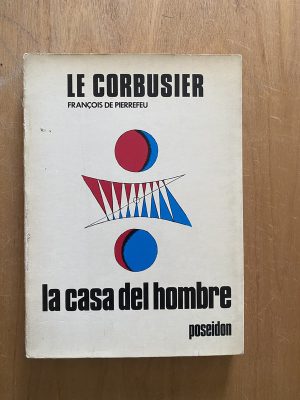 LE CORBUSIER
FRANÇOIS DE PIERREFEU
la casa del hombre
poseidon